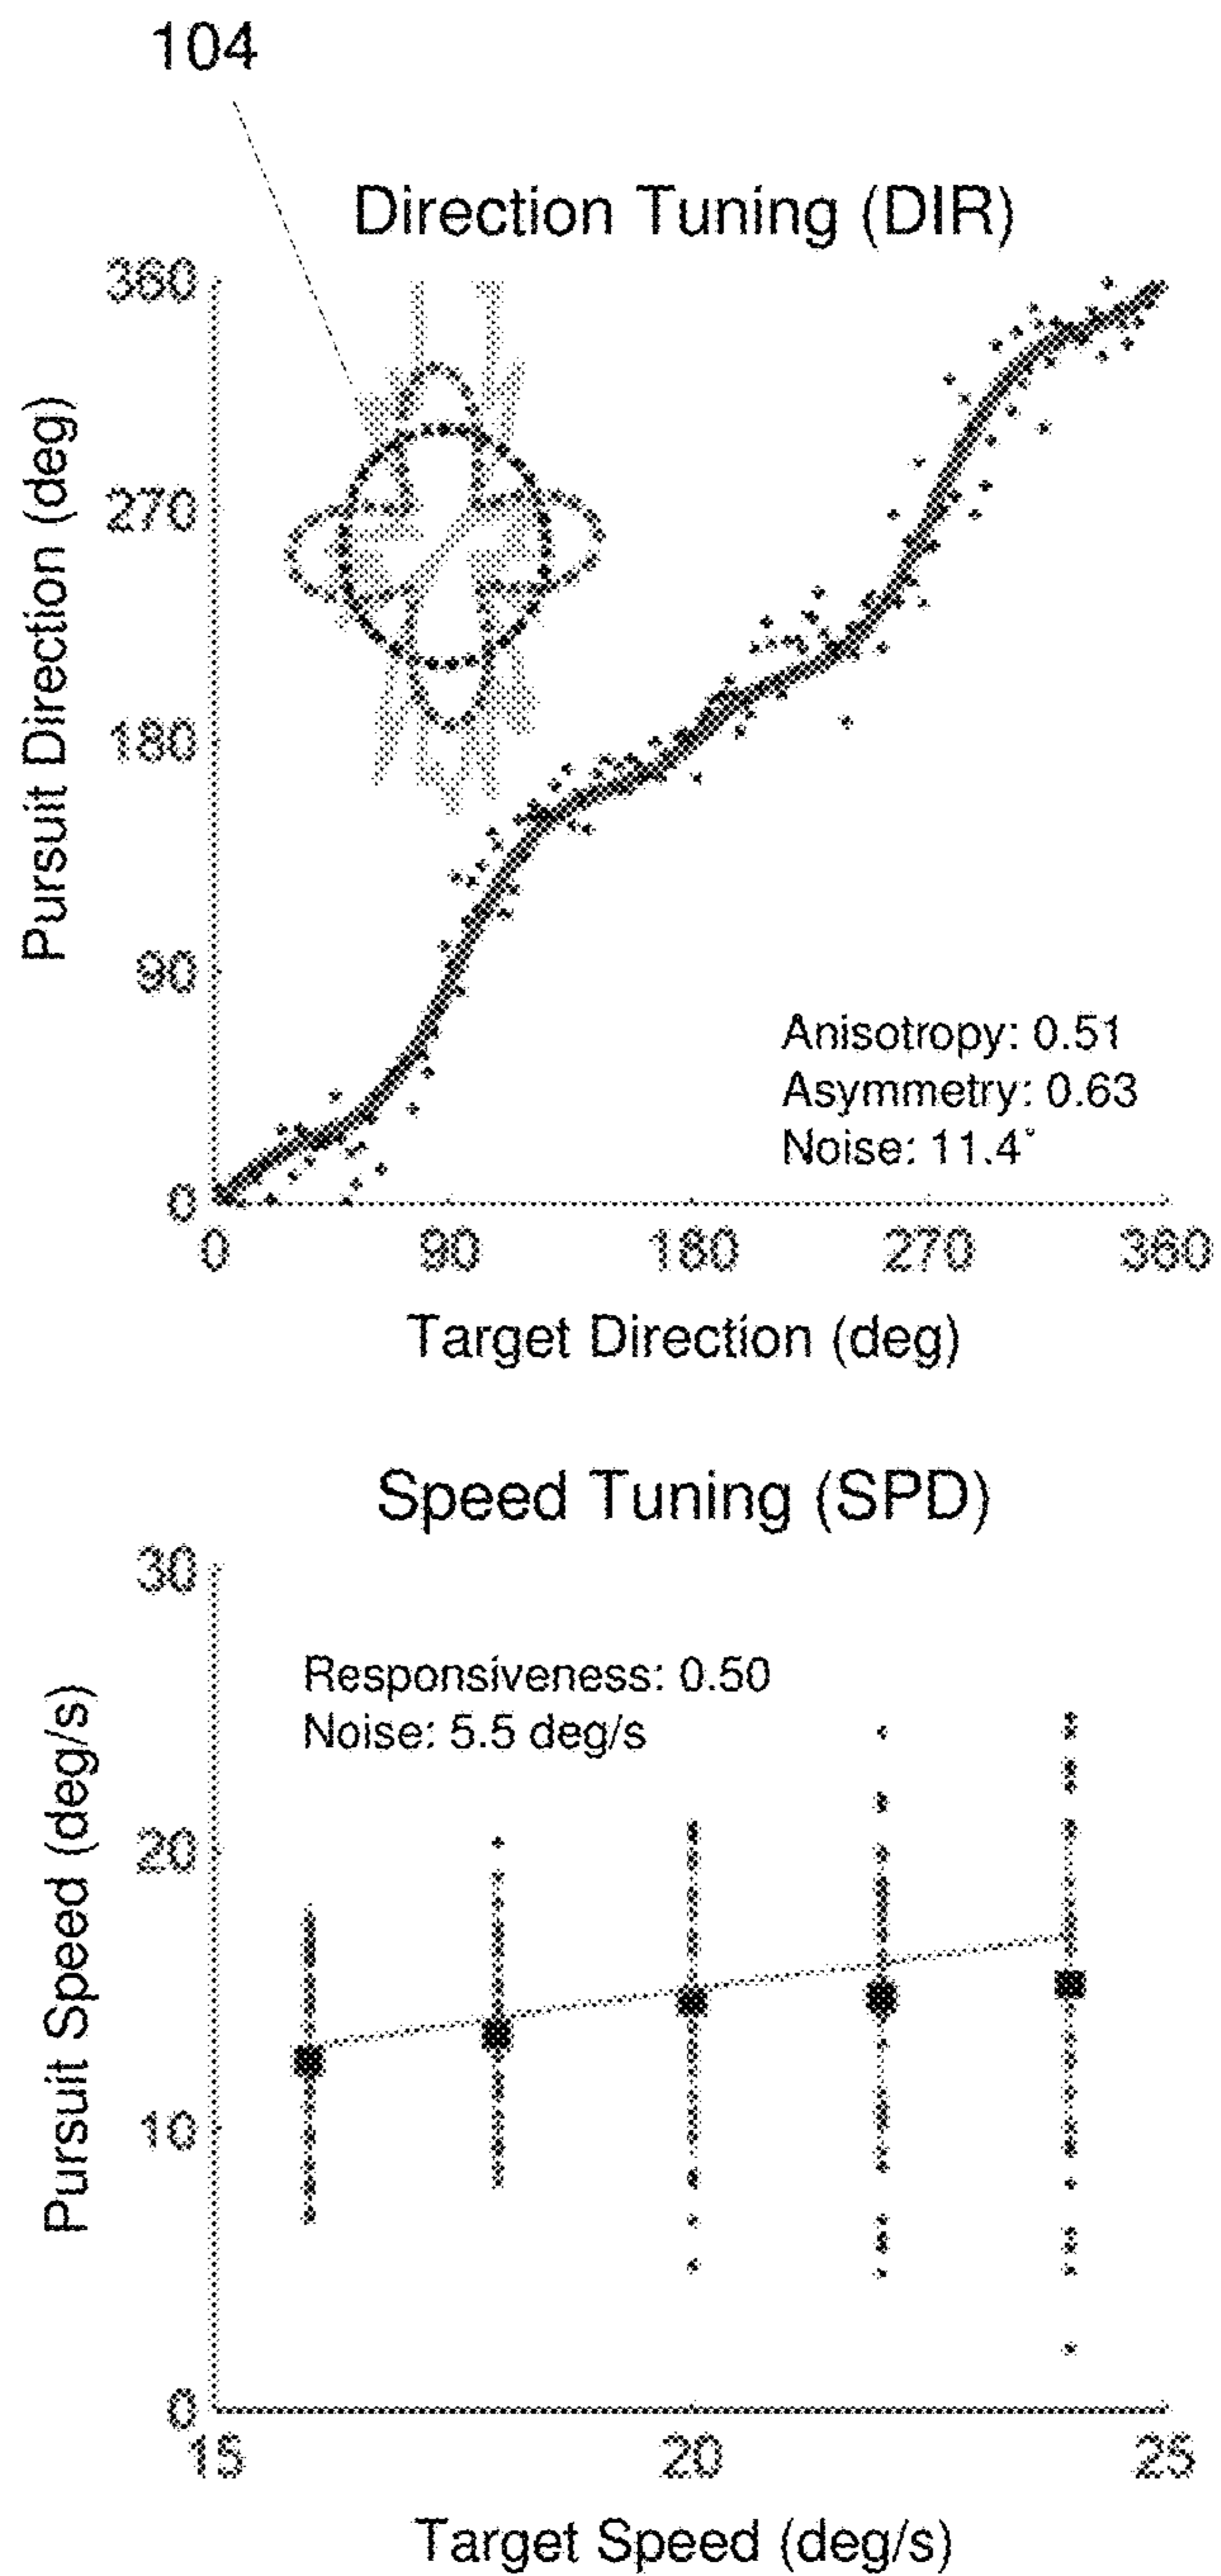 104
Direction Tuning (DIR)
360
270
180
90
0
Pursuit Direction (deg)
Anisotropy: 0.51
Asymmetry: 0.63
Noise: 11.4°
0
90
180
270
360
Target Direction (deg)
Speed Tuning (SPD)
30
20
10
0
Pursuit Speed (deg/s)
Responsiveness: 0.50
Noise: 5.5 deg/s
15
20
25
Target Speed (deg/s)